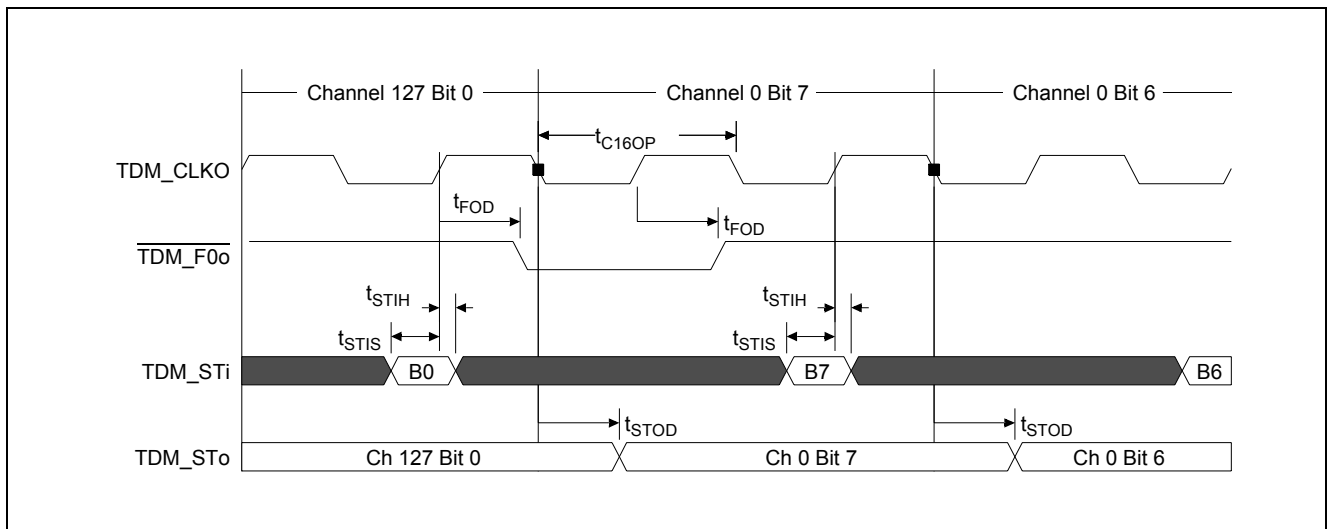 Channel 127 Bit 0 Channel 0 Bit 7 Channel 0 Bit 6
tC16OP
TDM_CLKO
tFOD
tFOD
TDM_F0o
tSTIH
tSTIH
tSTIS
tSTIS
TDM_STi B0 B7 B6
tSTOD
tSTOD
TDM_STo Ch 127 Bit 0 Ch 0 Bit 7 Ch 0 Bit 6